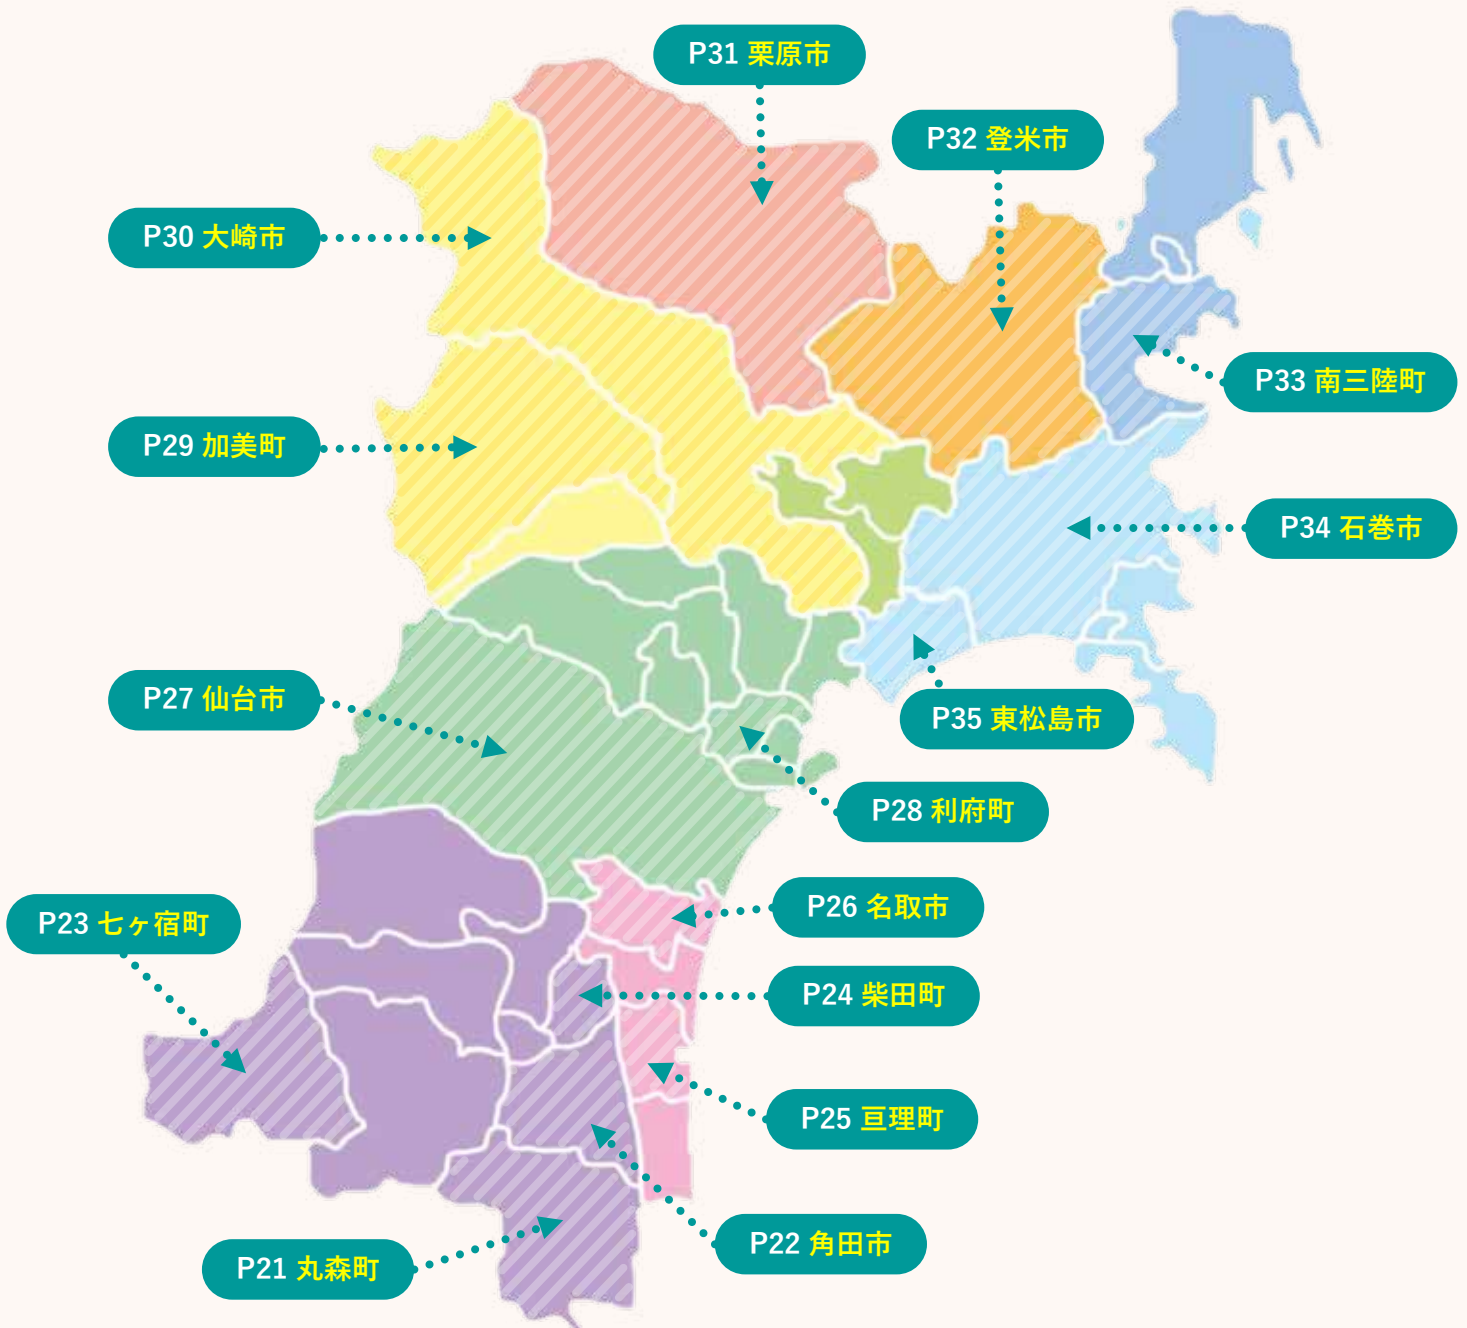 P31 栗原市
P32 登米市
P30 大崎市
P33 南三陸町
P29 加美町
P34 石巻市
P27 仙台市
P35 東松島市
P28 利府町
P26 名取市
P23 七ヶ宿町
P24 柴田町
P25 亘理町
P22 角田市
P21 丸森町